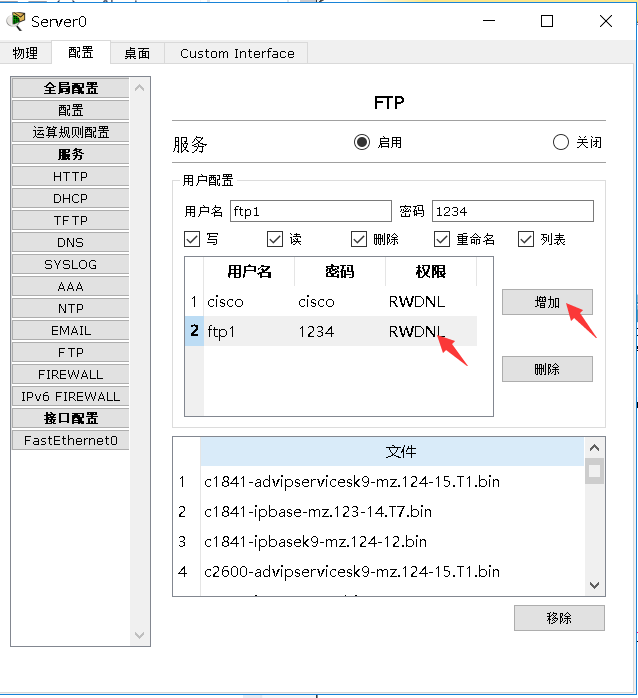 Server0
物理 配置 桌面 Custom Interface
全局配置
配置
运算规则配置
服务
HTTP
DHCP
TFTP
DNS
SYSLOG
AAA
NTP
EMAIL
FTP
FIREWALL
IPv6 FIREWALL
接口配置
FastEthernet0
FTP
服务 启用 关闭
用户配置
用户名 ftp1 密码 1234
写 读 删除 重命名 列表
用户名 密码 权限
1 cisco cisco RWDNL
2 ftp1 1234 RWDNL
增加
删除
文件
1 c1841-advipservicesk9-mz.124-15.T1.bin
2 c1841-ipbase-mz.123-14.T7.bin
3 c1841-ipbasek9-mz.124-12.bin
4 c2600-advipservicesk9-mz.124-15.T1.bin
移除